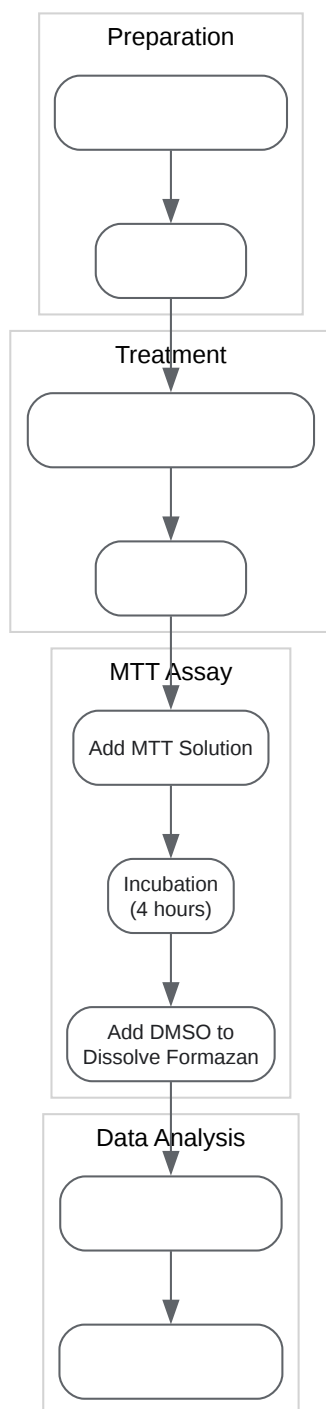 Preparation
Treatment
MTT Assay
Add MTT Solution
Incubation
(4 hours)
Add DMSO to
Dissolve Formazan
Data Analysis